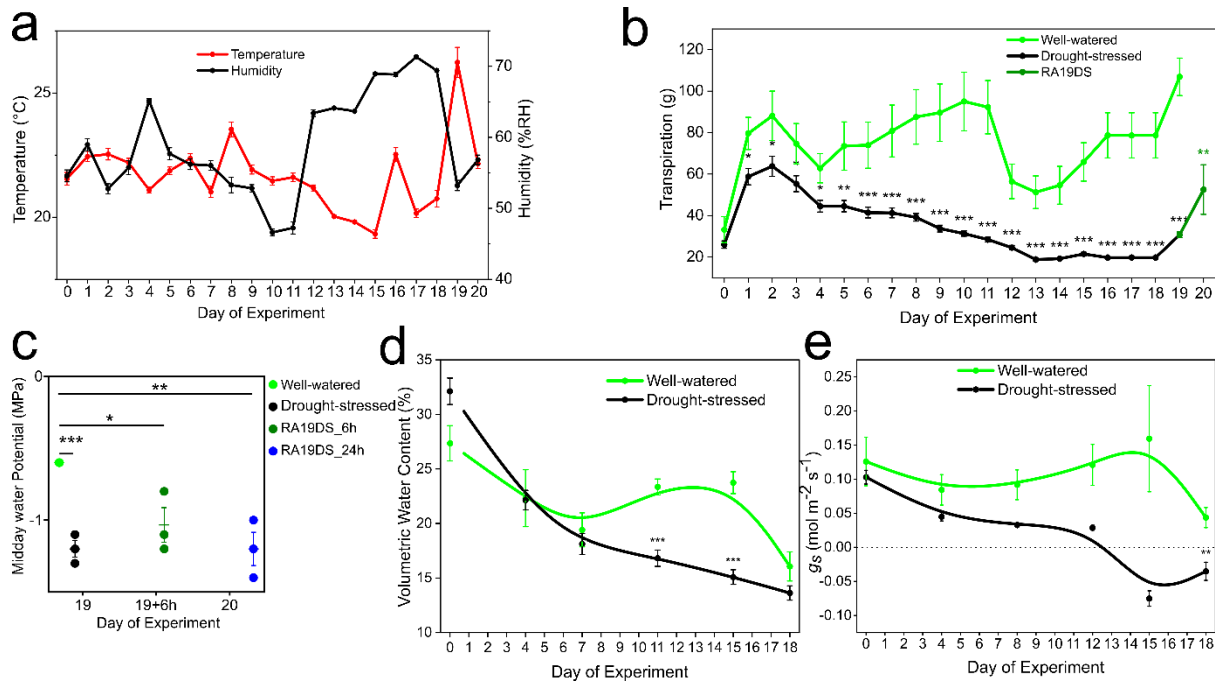 a
Temperature
Humidity
Temperature (°C)
25
20
Humidity (%RH)
70
60
50
40
0 1 2 3 4 5 6 7 8 9 10 11 12 13 14 15 16 17 18 19 20
Day of Experiment
b
Well-watered
Drought-stressed
RA19DS
Transpiration (g)
120
100
80
60
40
20
* * * * ** *** *** *** *** *** *** *** *** *** *** *** *** *** *** **
0 1 2 3 4 5 6 7 8 9 10 11 12 13 14 15 16 17 18 19 20
Day of Experiment
c
Midday water Potential (MPa)
0
-1
**
*
***
19 19+6h 20
Day of Experiment
Well-watered
Drought-stressed
RA19DS_6h
RA19DS_24h
d
Well-watered
Drought-stressed
Volumetric Water Content (%)
35
30
25
20
15
10
*** ***
0 1 2 3 4 5 6 7 8 9 10 11 12 13 14 15 16 17 18
Day of Experiment
e
Well-watered
Drought-stressed
gs (mol m⁻² s⁻¹)
0.25
0.20
0.15
0.10
0.05
0.00
-0.05
-0.10
**
0 1 2 3 4 5 6 7 8 9 10 11 12 13 14 15 16 17 18
Day of Experiment